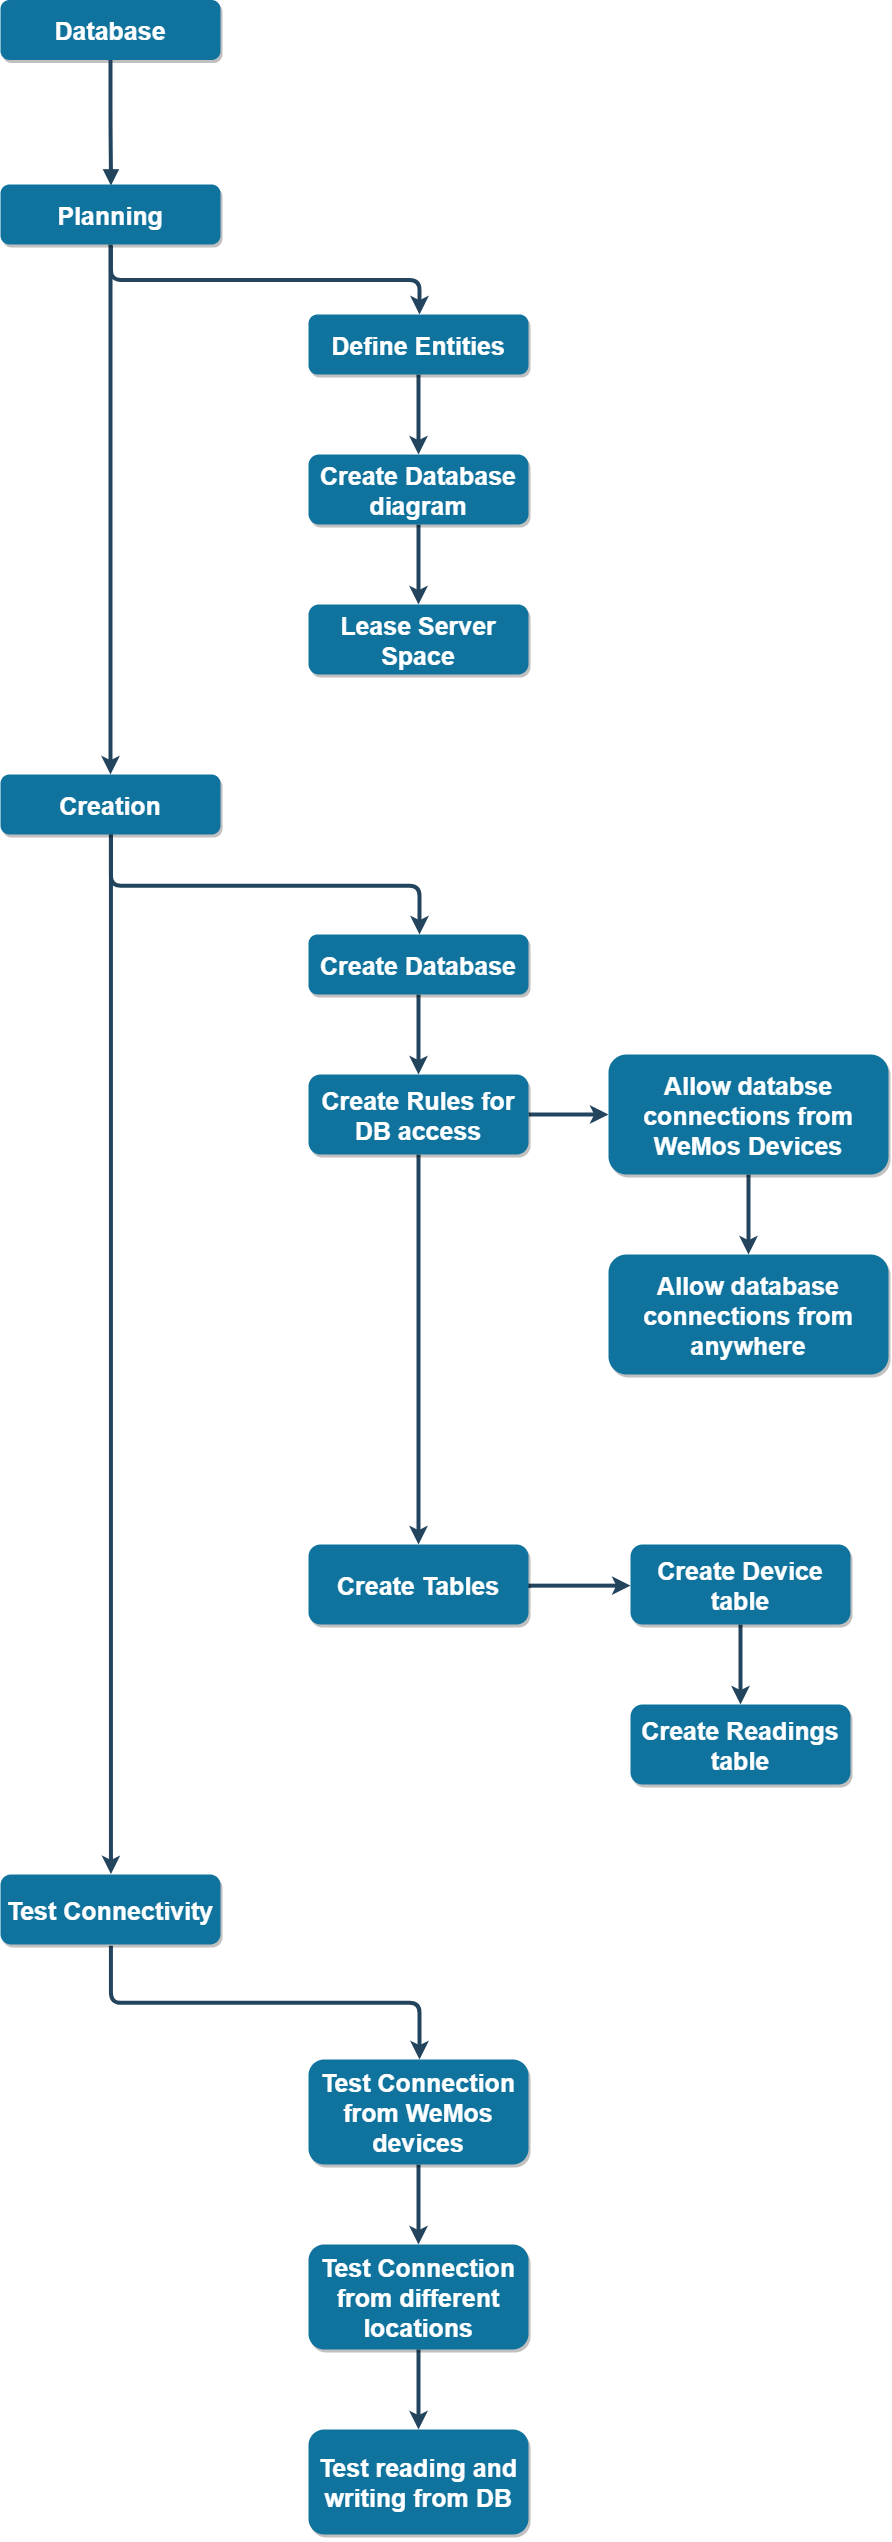 Database
Planning
Define Entities
Create Database
diagram
Lease Server
Space
Creation
Create Database
Create Rules for
DB access
Allow databse
connections from
WeMos Devices
Allow database
connections from
anywhere
Create Tables
Create Device
table
Create Readings
table
Test Connectivity
Test Connection
from WeMos
devices
Test Connection
from different
locations
Test reading and
writing from DB